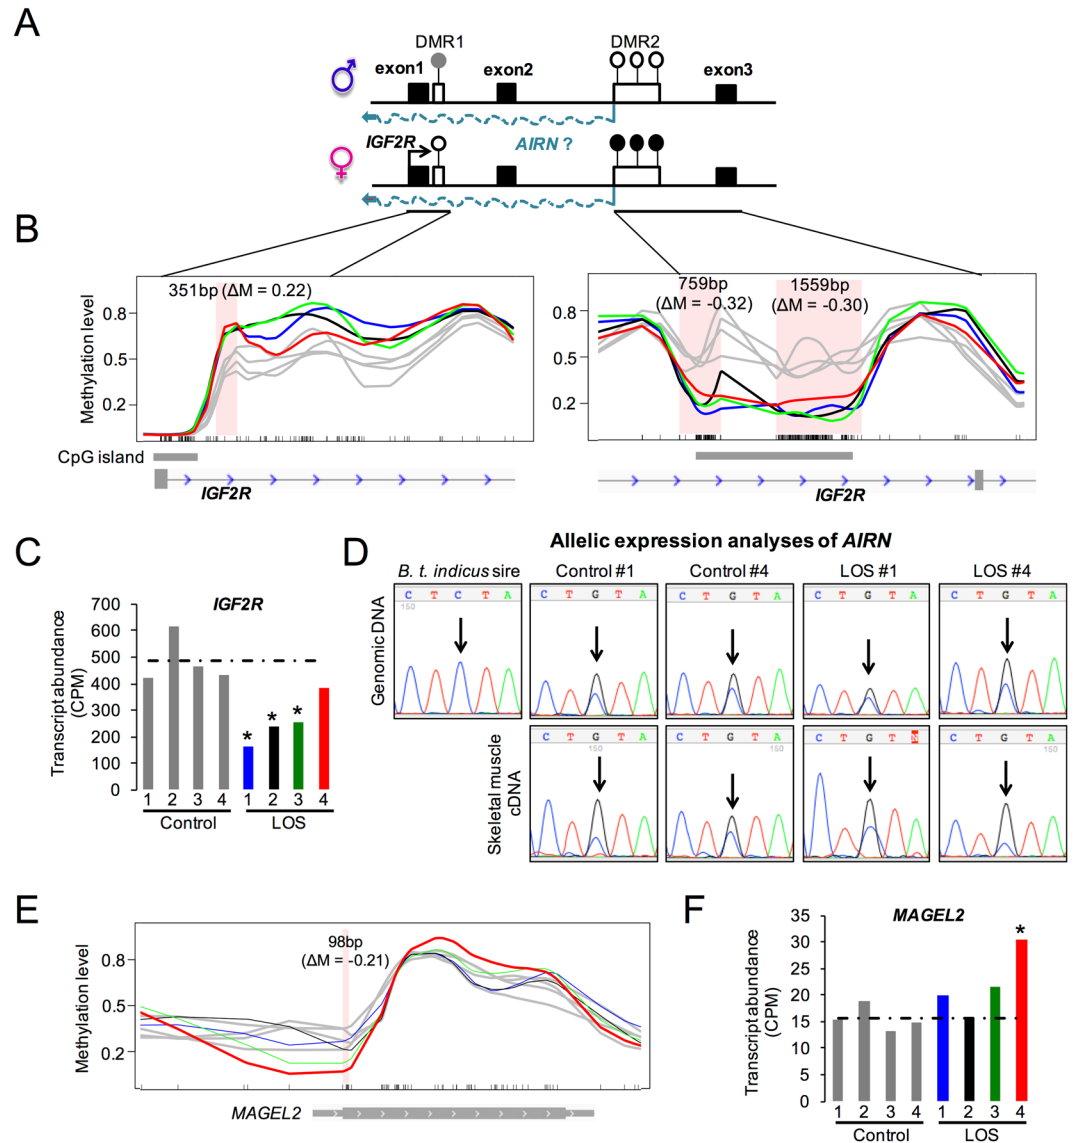 A
DMR1
DMR2
exon1
exon2
exon3
♂
IGF2R
AIRN ?
♀
B
351bp (ΔM = 0.22)
759bp
(ΔM = -0.32)
1559bp
(ΔM = -0.30)
Methylation level
0.8
0.5
0.2
0.8
0.5
0.2
CpG island
IGF2R
IGF2R
C
IGF2R
Transcript abundance
(CPM)
700
600
500
400
300
200
100
0
* * *
1 2 3 4 1 2 3 4
Control LOS
D
Allelic expression analyses of AIRN
B. t. indicus sire Control #1 Control #4 LOS #1 LOS #4
Genomic DNA
C T C T A C T G T A C T G T A C T G T A C T G T A
150
Skeletal muscle
cDNA
C T G T A C T G T A C T G T N C T G T A
150 150 150
E
98bp
(ΔM = -0.21)
Methylation level
0.8
0.5
0.2
MAGEL2
F
MAGEL2
Transcript abundance
(CPM)
35
30
25
20
15
10
5
0
*
1 2 3 4 1 2 3 4
Control LOS